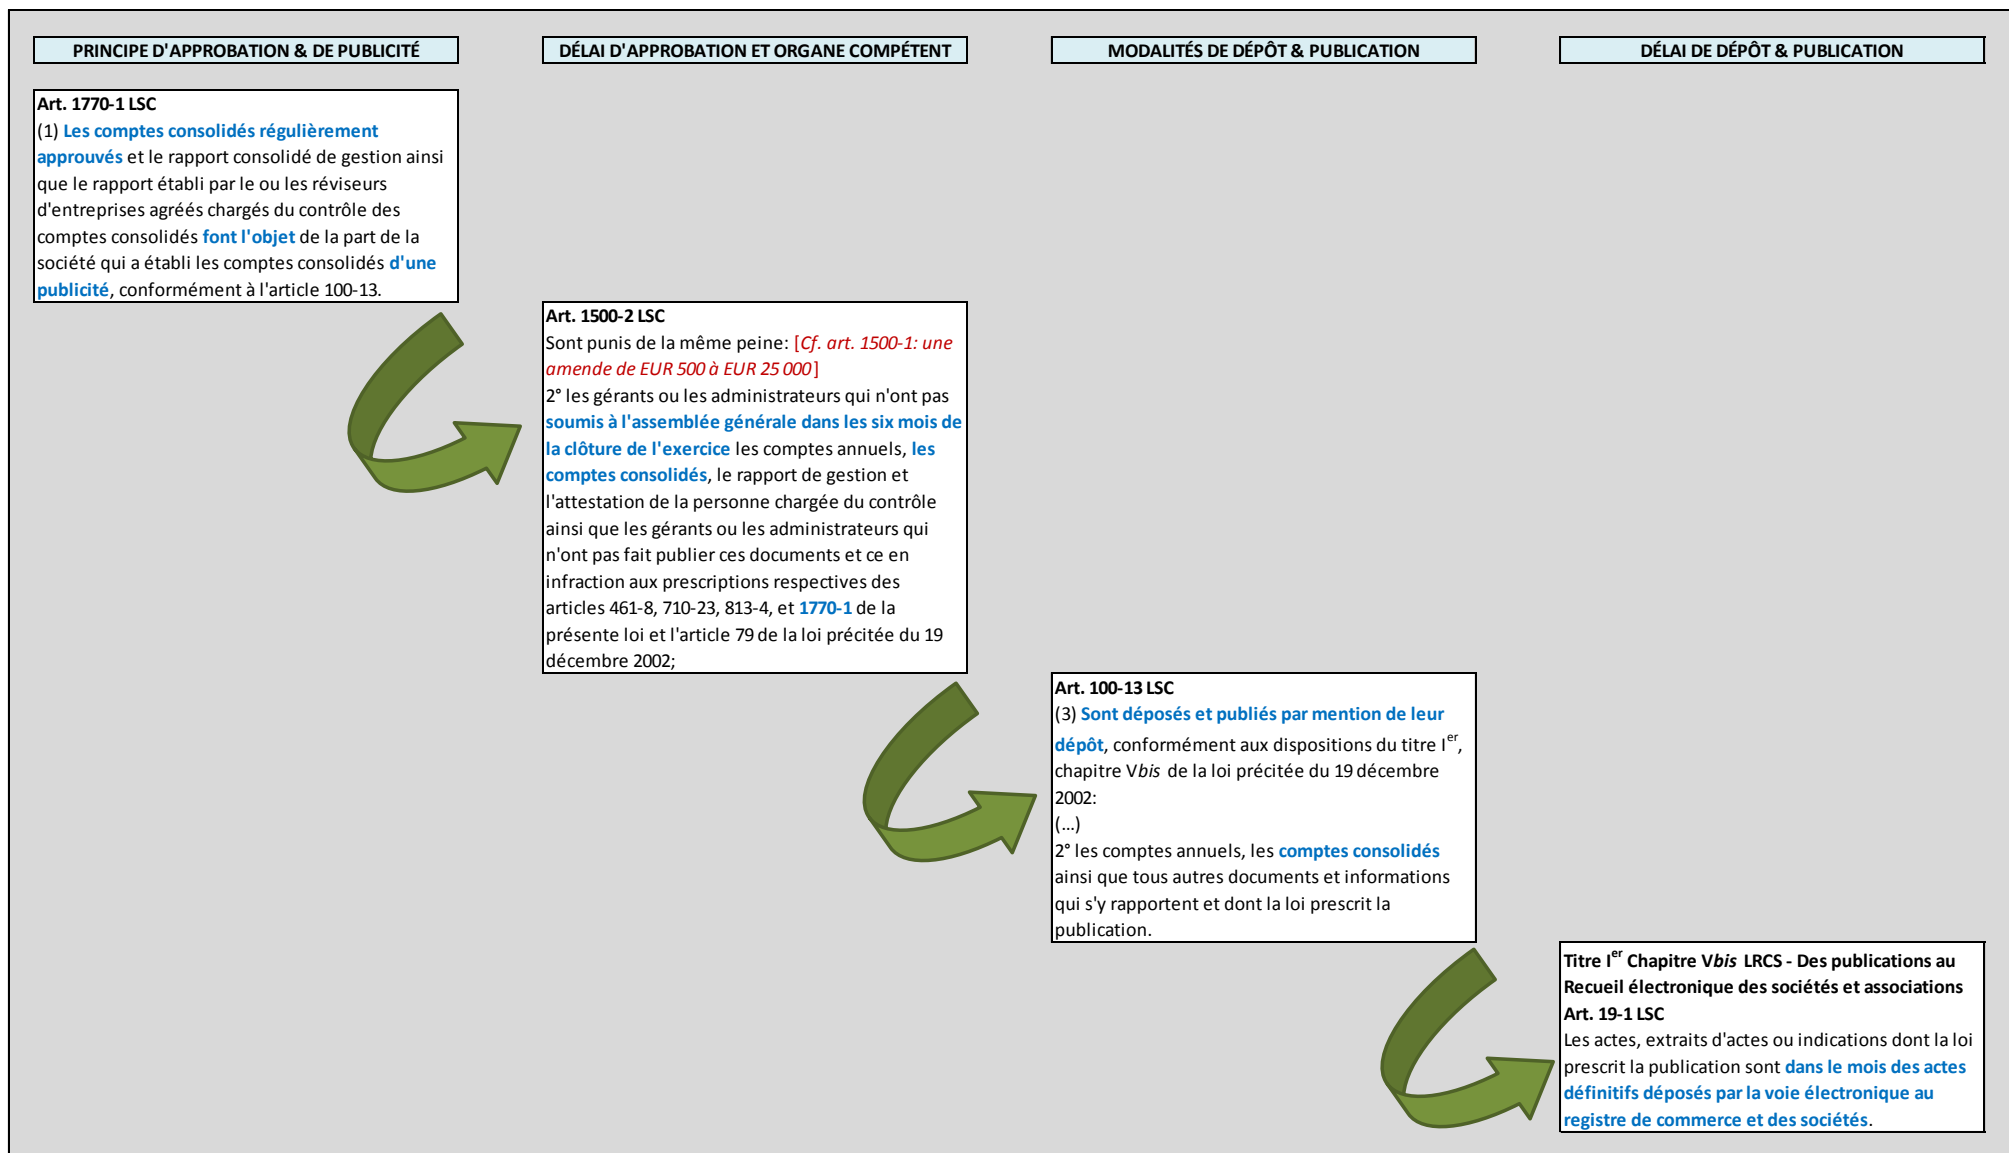 PRINCIPE D'APPROBATION & DE PUBLICITÉ
DÉLAI D'APPROBATION ET ORGANE COMPÉTENT
MODALITÉS DE DÉPÔT & PUBLICATION
DÉLAI DE DÉPÔT & PUBLICATION
Art. 1770-1 LSC
(1) Les comptes consolidés régulièrement
approuvés et le rapport consolidé de gestion ainsi
que le rapport établi par le ou les réviseurs
d'entreprises agréés chargés du contrôle des
comptes consolidés font l'objet de la part de la
société qui a établi les comptes consolidés d'une
publicité, conformément à l'article 100-13.
Art. 1500-2 LSC
Sont punis de la même peine: [Cf. art. 1500-1: une
amende de EUR 500 à EUR 25 000]
2° les gérants ou les administrateurs qui n'ont pas
soumis à l'assemblée générale dans les six mois de
la clôture de l'exercice les comptes annuels, les
comptes consolidés, le rapport de gestion et
l'attestation de la personne chargée du contrôle
ainsi que les gérants ou les administrateurs qui
n'ont pas fait publier ces documents et ce en
infraction aux prescriptions respectives des
articles 461-8, 710-23, 813-4, et 1770-1 de la
présente loi et l'article 79 de la loi précitée du 19
décembre 2002;
Art. 100-13 LSC
(3) Sont déposés et publiés par mention de leur
dépôt, conformément aux dispositions du titre Ier,
chapitre Vbis de la loi précitée du 19 décembre
2002:
(...)
2° les comptes annuels, les comptes consolidés
ainsi que tous autres documents et informations
qui s'y rapportent et dont la loi prescrit la
publication.
Titre Ier Chapitre Vbis LRCS - Des publications au
Recueil électronique des sociétés et associations
Art. 19-1 LSC
Les actes, extraits d'actes ou indications dont la loi
prescrit la publication sont dans le mois des actes
définitifs déposés par la voie électronique au
registre de commerce et des sociétés.